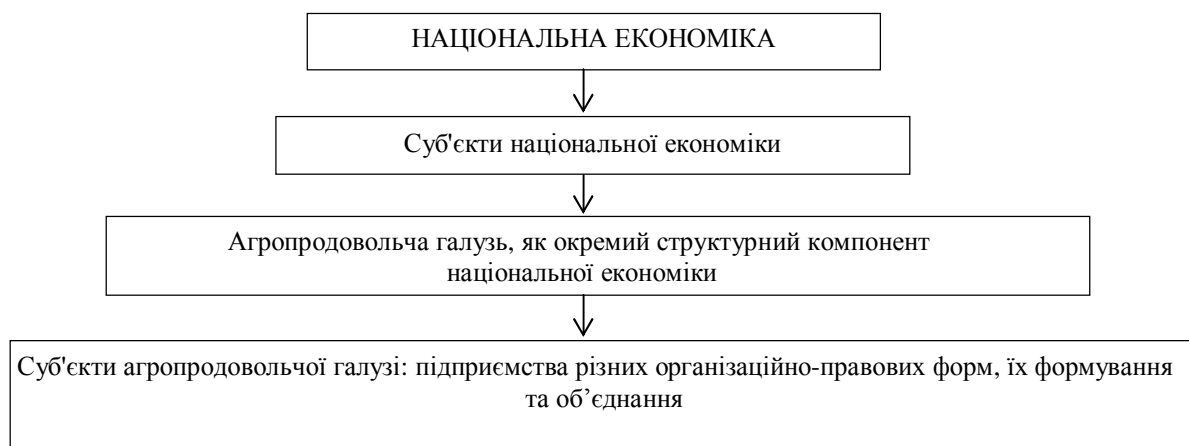 НАЦІОНАЛЬНА ЕКОНОМІКА
Суб'єкти національної економіки
Агропродовольча галузь, як окремий структурний компонент
національної економіки
Суб'єкти агропродовольчої галузі: підприємства різних організаційно-правових форм, їх формування
та об’єднання